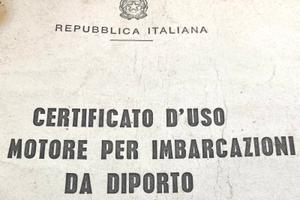 REPUBBLICA ITALIANA
CERTIFICATO D'USO
MOTORE PER IMBARCAZIONI
DA DIPORTO